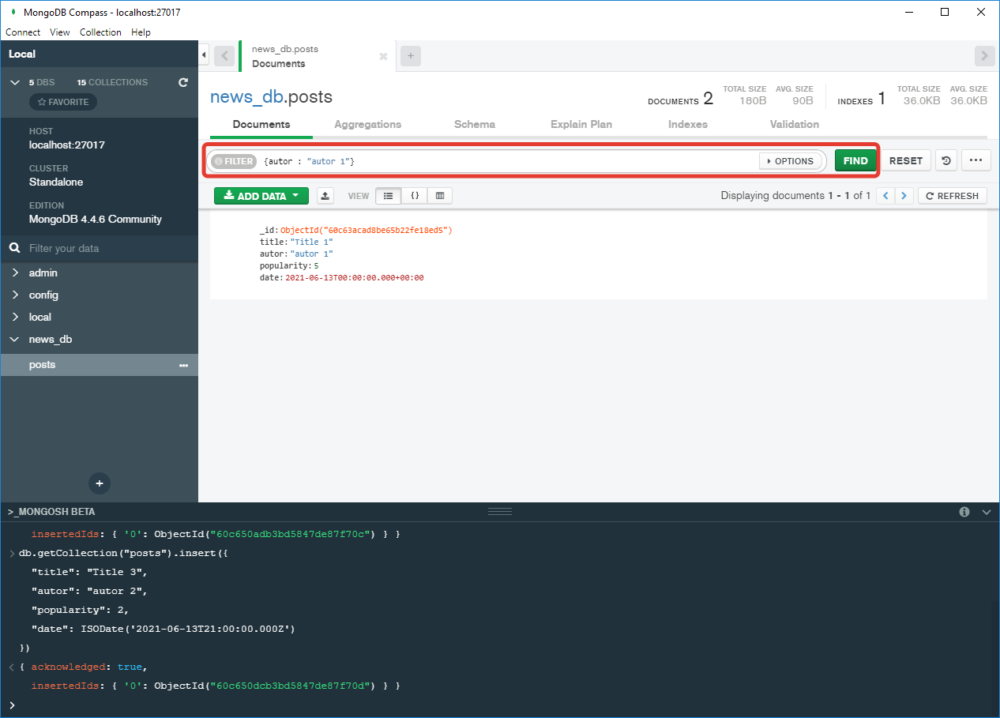 MongoDB Compass - localhost:27017
Connect View Collection Help
Local
5 DBS 15 COLLECTIONS
FAVORITE
HOST
localhost:27017
CLUSTER
Standalone
EDITION
MongoDB 4.4.6 Community
Filter your data
admin
config
local
news_db
posts
news_db.posts
Documents
news_db.posts
DOCUMENTS 2 TOTAL SIZE 180B AVG. SIZE 90B INDEXES 1 TOTAL SIZE 36.0KB AVG. SIZE 36.0KB
Documents Aggregations Schema Explain Plan Indexes Validation
FILTER {autor : "autor 1"} OPTIONS FIND RESET
ADD DATA VIEW {} Displaying documents 1 - 1 of 1 REFRESH
_id:ObjectId("60c63acad8be65b22fe18ed5")
title:"Title 1"
autor:"autor 1"
popularity:5
date:2021-06-13T00:00:00.000+00:00
>_MONGOSH BETA
insertedIds: { '0': ObjectId("60c650adb3bd5847de87f70c") } }
> db.getCollection("posts").insert({
"title": "Title 3",
"autor": "autor 2",
"popularity": 2,
"date": ISODate('2021-06-13T21:00:00.000Z')
})
< { acknowledged: true,
insertedIds: { '0': ObjectId("60c650dcb3bd5847de87f70d") } }
>